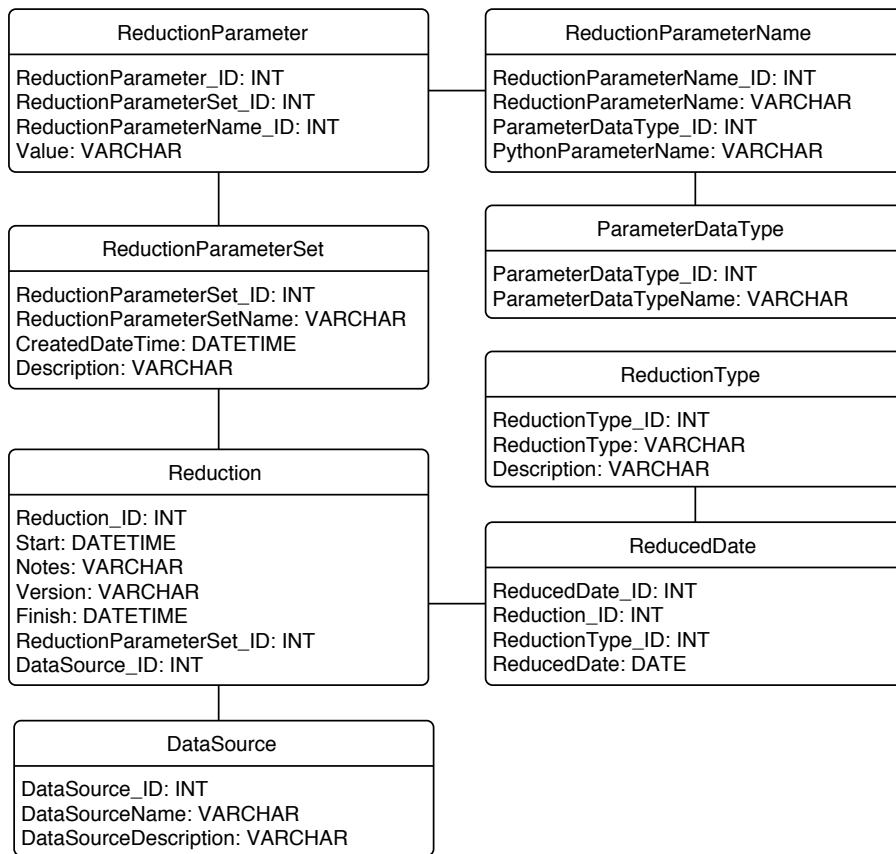 ReductionParameter
ReductionParameter_ID: INT
ReductionParameterSet_ID: INT
ReductionParameterName_ID: INT
Value: VARCHAR
ReductionParameterName
ReductionParameterName_ID: INT
ReductionParameterName: VARCHAR
ParameterDataType_ID: INT
PythonParameterName: VARCHAR
ReductionParameterSet
ReductionParameterSet_ID: INT
ReductionParameterSetName: VARCHAR
CreatedDateTime: DATETIME
Description: VARCHAR
ParameterDataType
ParameterDataType_ID: INT
ParameterDataTypeName: VARCHAR
ReductionType
ReductionType_ID: INT
ReductionType: VARCHAR
Description: VARCHAR
Reduction
Reduction_ID: INT
Start: DATETIME
Notes: VARCHAR
Version: VARCHAR
Finish: DATETIME
ReductionParameterSet_ID: INT
DataSource_ID: INT
ReducedDate
ReducedDate_ID: INT
Reduction_ID: INT
ReductionType_ID: INT
ReducedDate: DATE
DataSource
DataSource_ID: INT
DataSourceName: VARCHAR
DataSourceDescription: VARCHAR